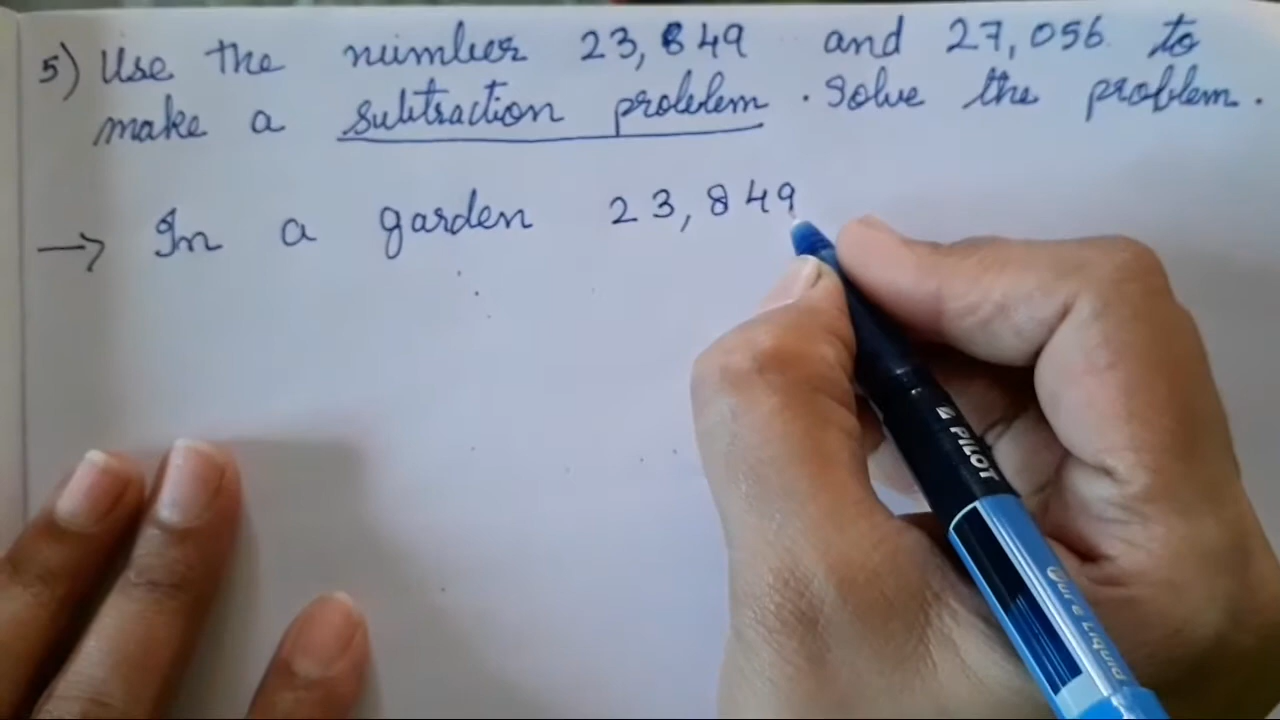 5) Use the number 23,849 and 27,056 to
make a subtraction problem. Solve the problem.
→ In a garden 23,849
PILOT